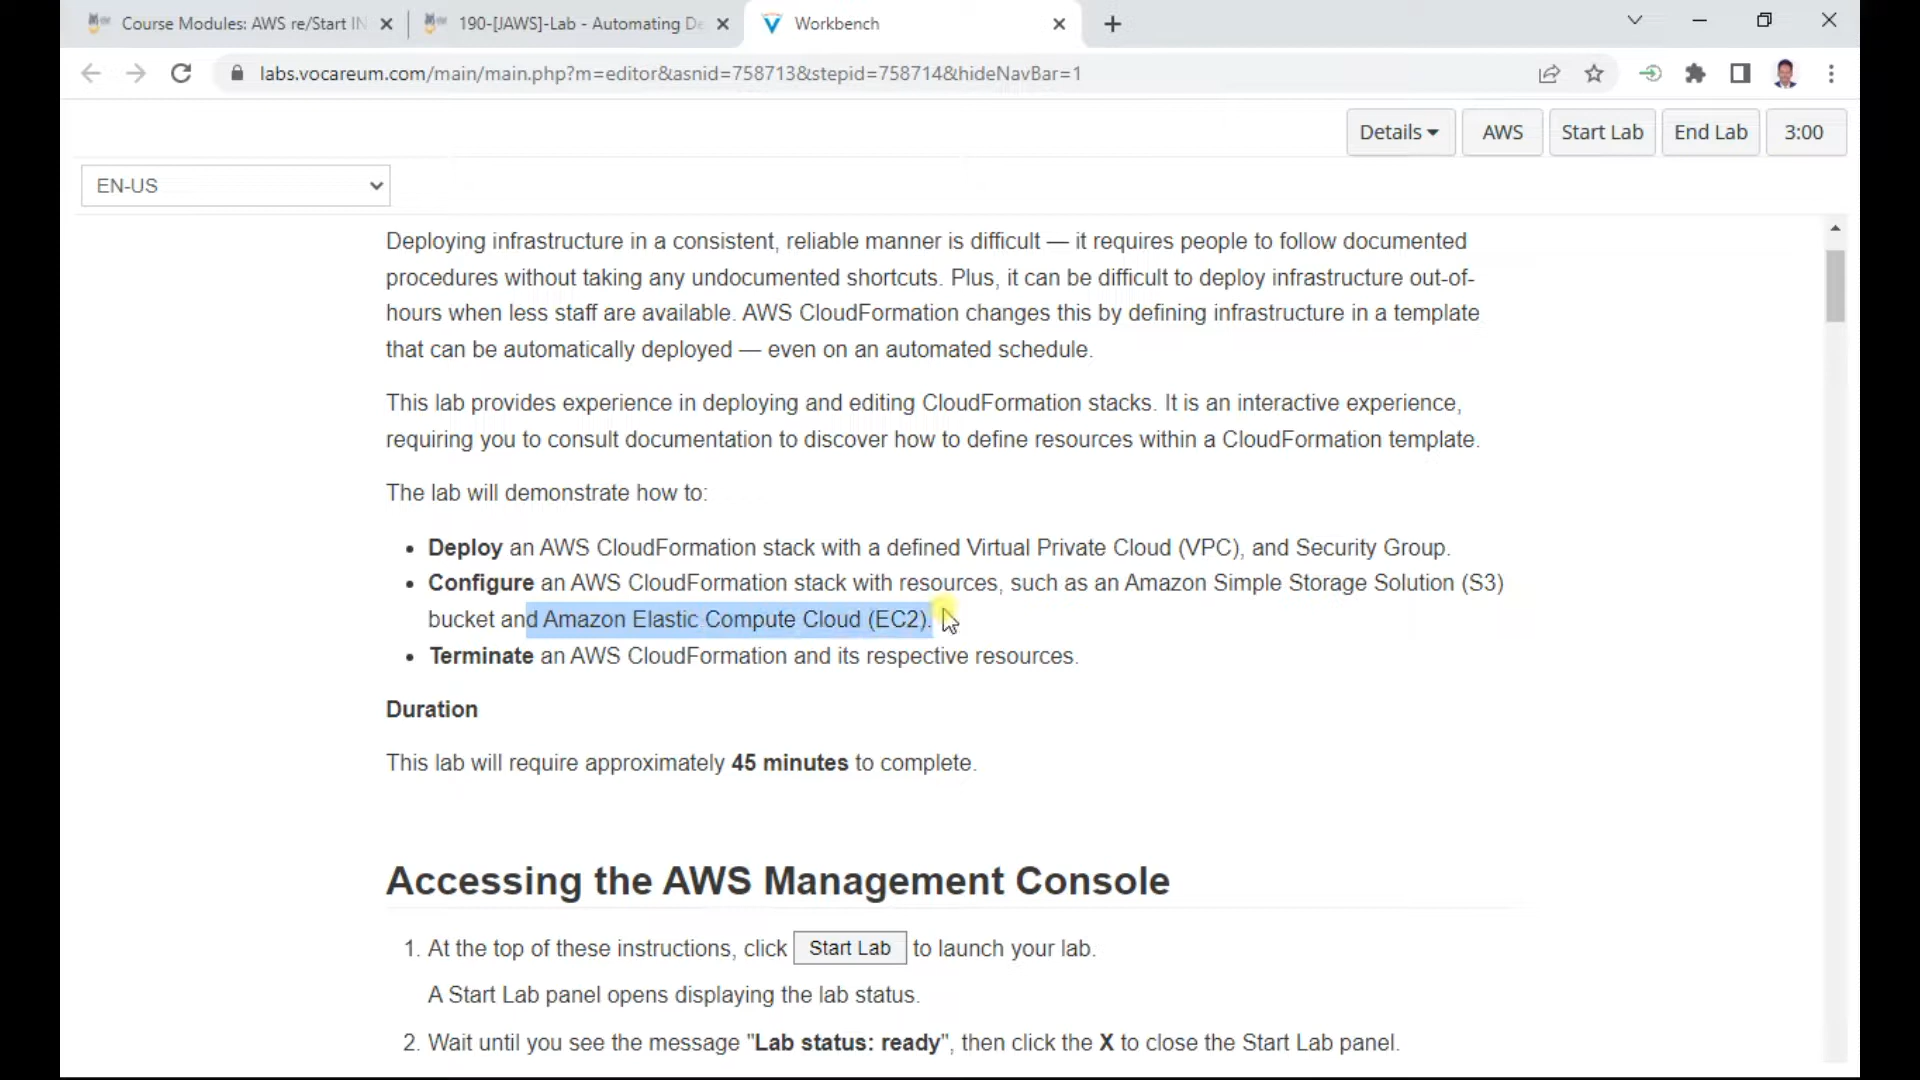 Course Modules: AWS re/Start IN
190-[JAWS]-Lab - Automating De
Workbench
labs.vocareum.com/main/main.php?m=editor&asnid=758713&stepid=758714&hideNavBar=1
Details
AWS
Start Lab
End Lab
3:00
EN-US
Deploying infrastructure in a consistent, reliable manner is difficult — it requires people to follow documented
procedures without taking any undocumented shortcuts. Plus, it can be difficult to deploy infrastructure out-of-
hours when less staff are available. AWS CloudFormation changes this by defining infrastructure in a template
that can be automatically deployed — even on an automated schedule.
This lab provides experience in deploying and editing CloudFormation stacks. It is an interactive experience,
requiring you to consult documentation to discover how to define resources within a CloudFormation template.
The lab will demonstrate how to:
• Deploy an AWS CloudFormation stack with a defined Virtual Private Cloud (VPC), and Security Group.
• Configure an AWS CloudFormation stack with resources, such as an Amazon Simple Storage Solution (S3)
bucket and Amazon Elastic Compute Cloud (EC2).
• Terminate an AWS CloudFormation and its respective resources.
Duration
This lab will require approximately 45 minutes to complete.
Accessing the AWS Management Console
1. At the top of these instructions, click Start Lab to launch your lab.
A Start Lab panel opens displaying the lab status.
2. Wait until you see the message "Lab status: ready", then click the X to close the Start Lab panel.